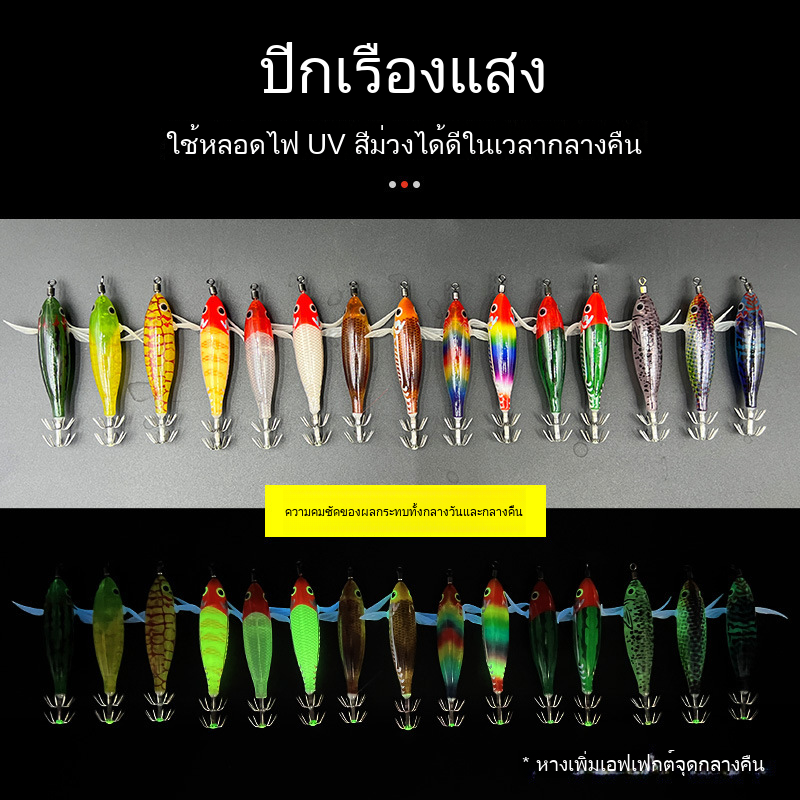 ปีกเรืองแสง
ใช้หลอดไฟ UV สีม่วงได้ดีในเวลากลางคืน
ความคมชัดของผลกระทบทั้งกลางวันและกลางคืน
* หางเพิ่มเอฟเฟกต์จุดกลางคืน